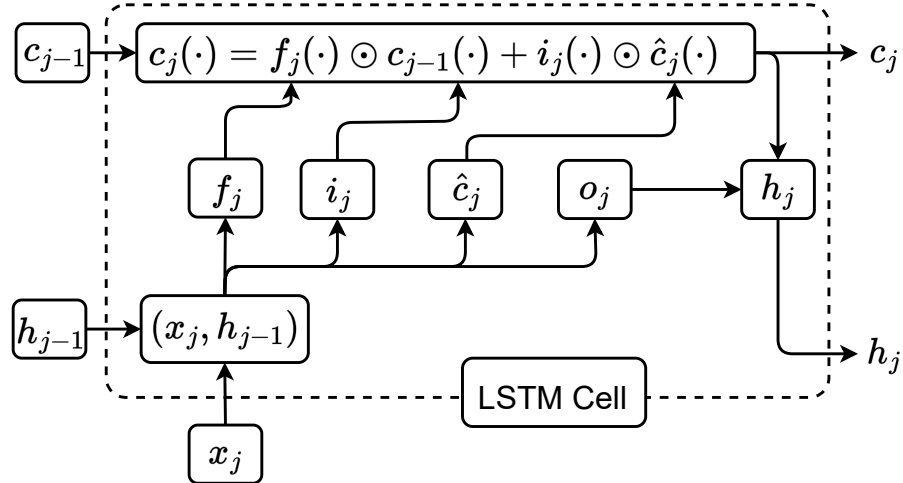 c_{j−1} c_j(·) = f_j(·) ⊙ c_{j−1}(·) + i_j(·) ⊙ ĉ_j(·) c_j
f_j i_j ĉ_j o_j h_j
h_{j−1} (x_j, h_{j−1}) h_j
LSTM Cell
x_j